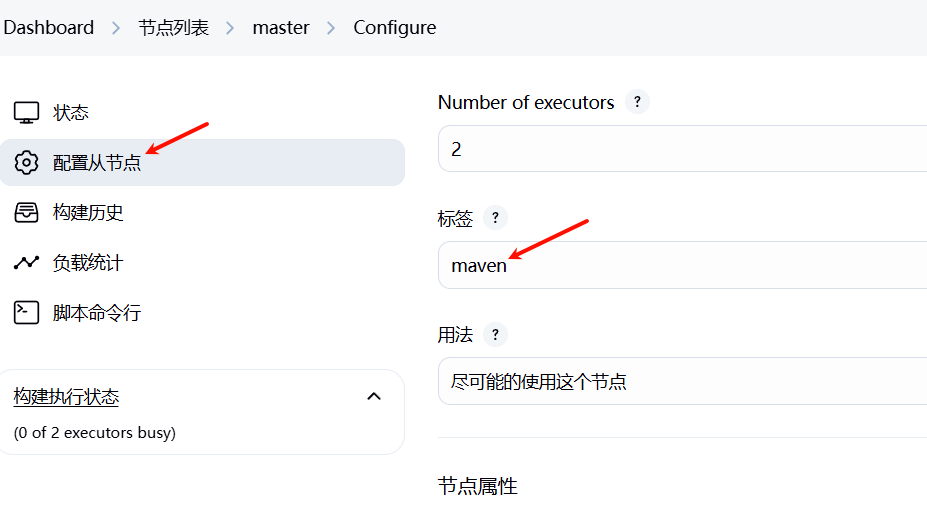 Dashboard > 节点列表 > master > Configure
状态
配置从节点
构建历史
负载统计
脚本命令行
构建执行状态
(0 of 2 executors busy)
Number of executors ?
2
标签 ?
maven
用法 ?
尽可能的使用这个节点
节点属性